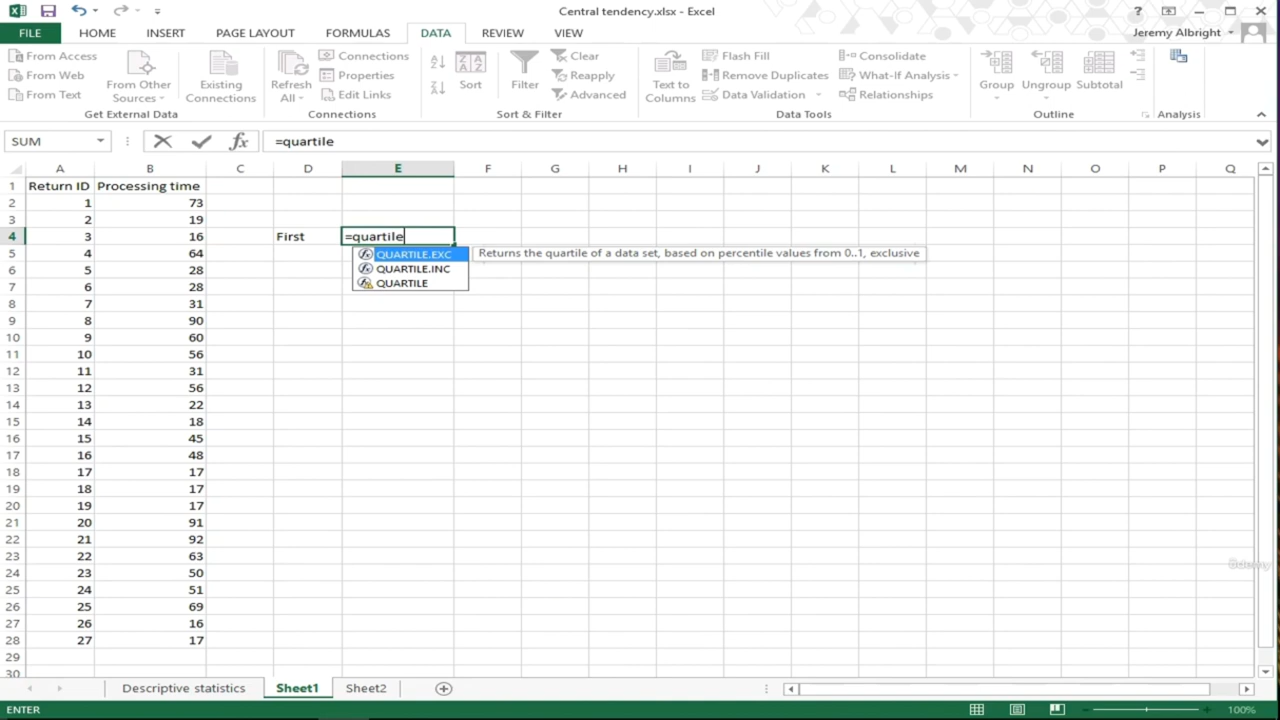 Central tendency.xlsx - Excel
?
FILE HOME INSERT PAGE LAYOUT FORMULAS DATA REVIEW VIEW Jeremy Albright
From Access
From Web
From Text
From Other Sources
Existing Connections
Get External Data
Refresh All
Connections
Properties
Edit Links
Connections
Sort
Filter
Clear
Reapply
Advanced
Sort & Filter
Text to Columns
Flash Fill
Remove Duplicates
Data Validation
Consolidate
What-If Analysis
Relationships
Data Tools
Group
Ungroup
Subtotal
Outline
Analysis
SUM fx =quartile
A B C D E F G H I J K L M N O P Q
1 Return ID Processing time
2 1 73
3 2 19
4 3 16 First =quartile
5 4 64 QUARTILE.EXC Returns the quartile of a data set, based on percentile values from 0..1, exclusive
6 5 28 QUARTILE.INC
7 6 28 QUARTILE
8 7 31
9 8 90
10 9 60
11 10 56
12 11 31
13 12 56
14 13 22
15 14 18
16 15 45
17 16 48
18 17 17
19 18 17
20 19 17
21 20 91
22 21 92
23 22 63
24 23 50
25 24 51
26 25 69
27 26 16
28 27 17
29
30
Udemy
Descriptive statistics Sheet1 Sheet2
ENTER 100%